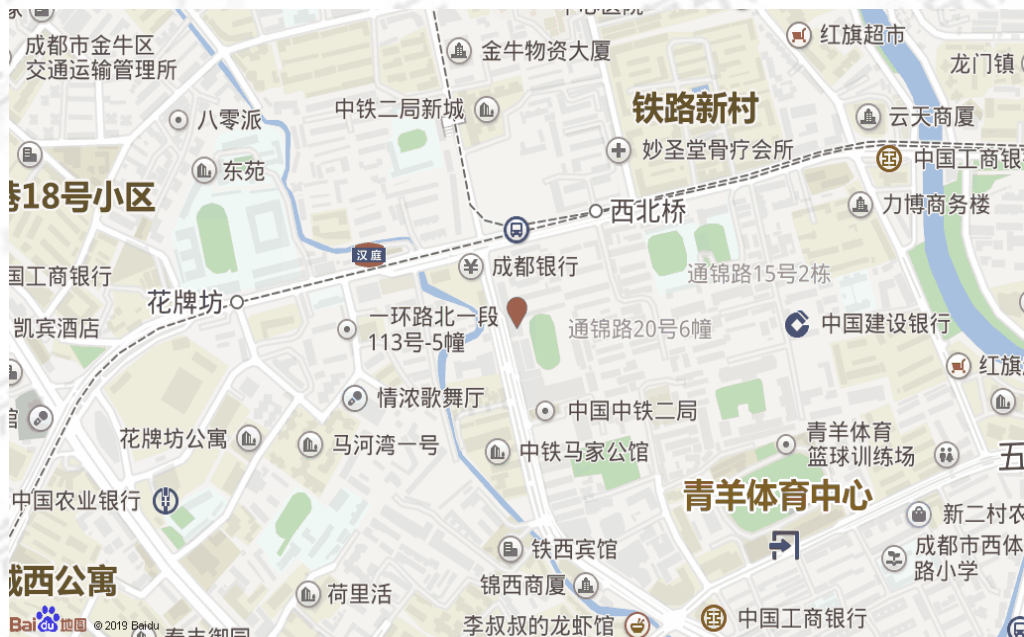 成都市金牛区
交通运输管理所
金牛物资大厦
红旗超市
龙门镇
八零派
中铁二局新城
铁路新村
云天商厦
妙圣堂骨疗会所
中国工商银
东苑
巷18号小区
西北桥
力博商务楼
汉庭
国工商银行
成都银行
通锦路15号2栋
花牌坊
凯宾酒店
一环路北一段
113号-5幢
通锦路20号6幢
中国建设银行
红旗
情浓歌舞厅
中国中铁二局
花牌坊公寓
马河湾一号
中铁马家公馆
青羊体育
篮球训练场
五
中国农业银行
青羊体育中心
新二村农
铁西宾馆
成都市西体
路小学
城西公寓
荷里活
锦西商厦
李叔叔的龙虾馆
中国工商银行
Bai du 地图 © 2019 Baidu